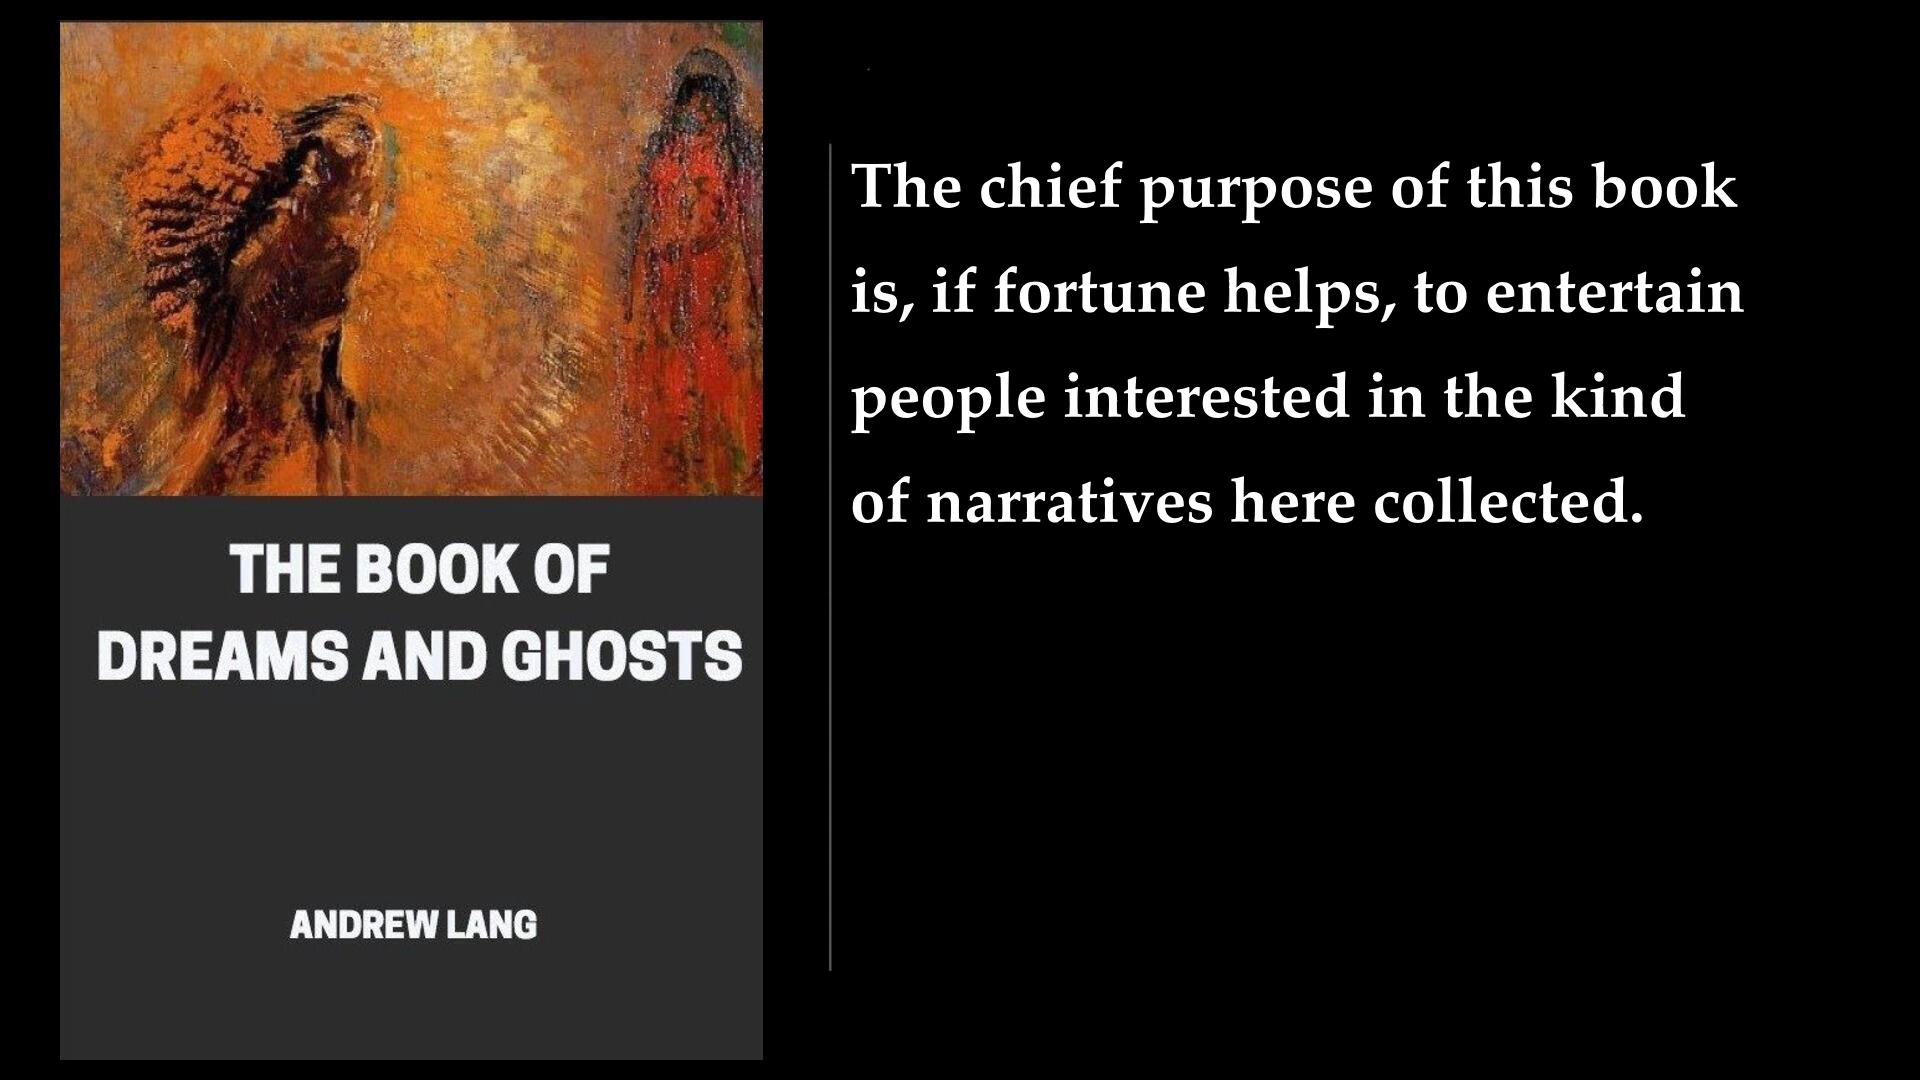 THE BOOK OF
DREAMS AND GHOSTS
ANDREW LANG
The chief purpose of this book
is, if fortune helps, to entertain
people interested in the kind
of narratives here collected.